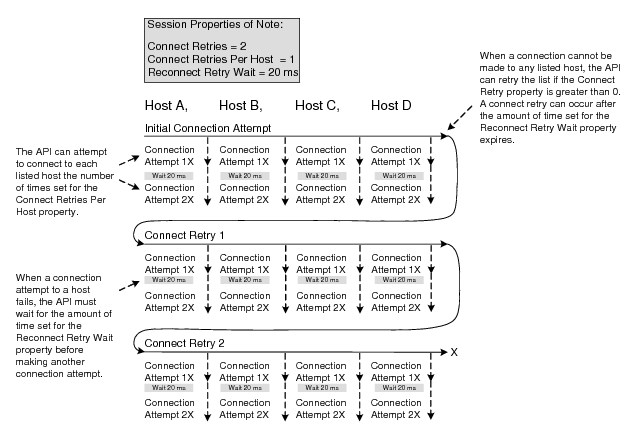 Session Properties of Note:
Connect Retries = 2
Connect Retries Per Host = 1
Reconnect Retry Wait = 20 ms
When a connection cannot be
made to any listed host, the API
can retry the list if the Connect
Retry property is greater than 0.
A connect retry can occur after
the amount of time set for the
Reconnect Retry Wait property
expires.
Host A, Host B, Host C, Host D
Initial Connection Attempt
The API can attempt
to connect to each
listed host the number
of times set for the
Connect Retries Per
Host property.
Connection Connection Connection Connection
Attempt 1X Attempt 1X Attempt 1X Attempt 1X
Wait 20 ms Wait 20 ms Wait 20 ms Wait 20 ms
Connection Connection Connection Connection
Attempt 2X Attempt 2X Attempt 2X Attempt 2X
Connect Retry 1
When a connection
attempt to a host
fails, the API must
wait for the amount of
time set for the
Reconnect Retry Wait
property before
making another
connection attempt.
Connection Connection Connection Connection
Attempt 1X Attempt 1X Attempt 1X Attempt 1X
Wait 20 ms Wait 20 ms Wait 20 ms Wait 20 ms
Connection Connection Connection Connection
Attempt 2X Attempt 2X Attempt 2X Attempt 2X
Connect Retry 2
X
Connection Connection Connection Connection
Attempt 1X Attempt 1X Attempt 1X Attempt 1X
Wait 20 ms Wait 20 ms Wait 20 ms Wait 20 ms
Connection Connection Connection Connection
Attempt 2X Attempt 2X Attempt 2X Attempt 2X